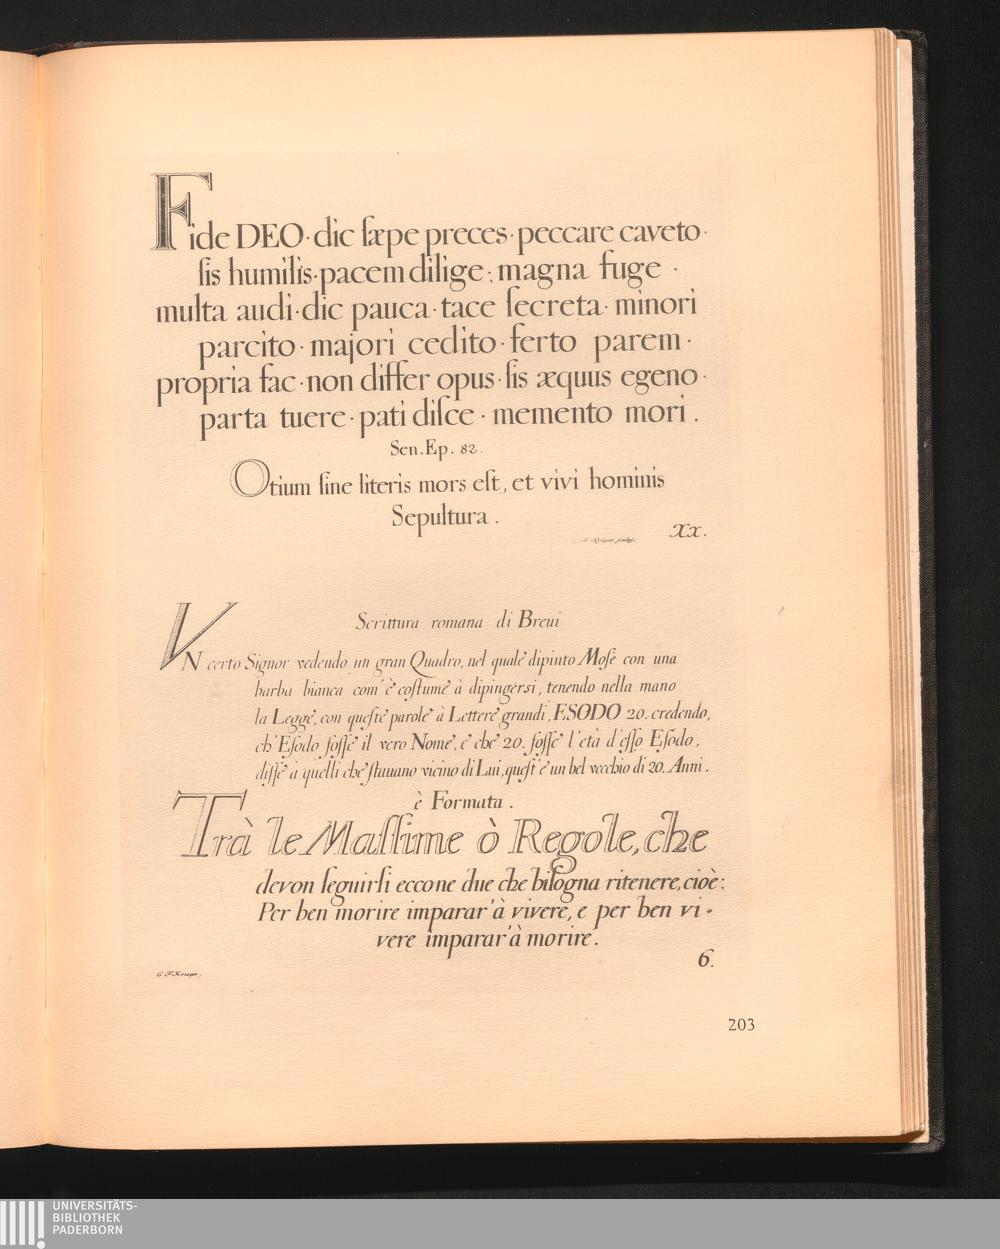 Fide DEO · dic ſæpe preces · peccare caveto ·
ſis humilis · pacem dilige · magna fuge ·
multa audi · dic pauca · tace ſecreta · minori
parcito · majori cedito · ferto parem ·
propria fac · non differ opus · ſis æquus egeno ·
parta tuere · pati diſce · memento mori .
Sen. Ep. 82.
Otium ſine literis mors eſt, et vivi hominis
Sepultura .
XX.
Scrittura romana di Breui
VN certo Signor vedendo un gran Quadro, nel quale dipinto Mosè con una
barba bianca com' è coſtume à dipingersi, tenendo nella mano
la Legge, con queſte parole à Lettere grandi, ESODO 20. credendo,
ch' Eſodo foſſe il vero Nome, e che 20. foſſe l' età d' eſſo Eſodo,
diſſe à quelli che ſtauano vicino di Lui, queſt' è un bel vecchio di 20. Anni .
è Formata .
Trà le Maſſime ò Regole, che
devon ſeguirſi eccone due che biſogna ritenere, cioè:
Per ben morire imparar' à vivere, e per ben vi-
vere imparar' à morire .
6.
203
UNIVERSITÄTS-
BIBLIOTHEK
PADERBORN